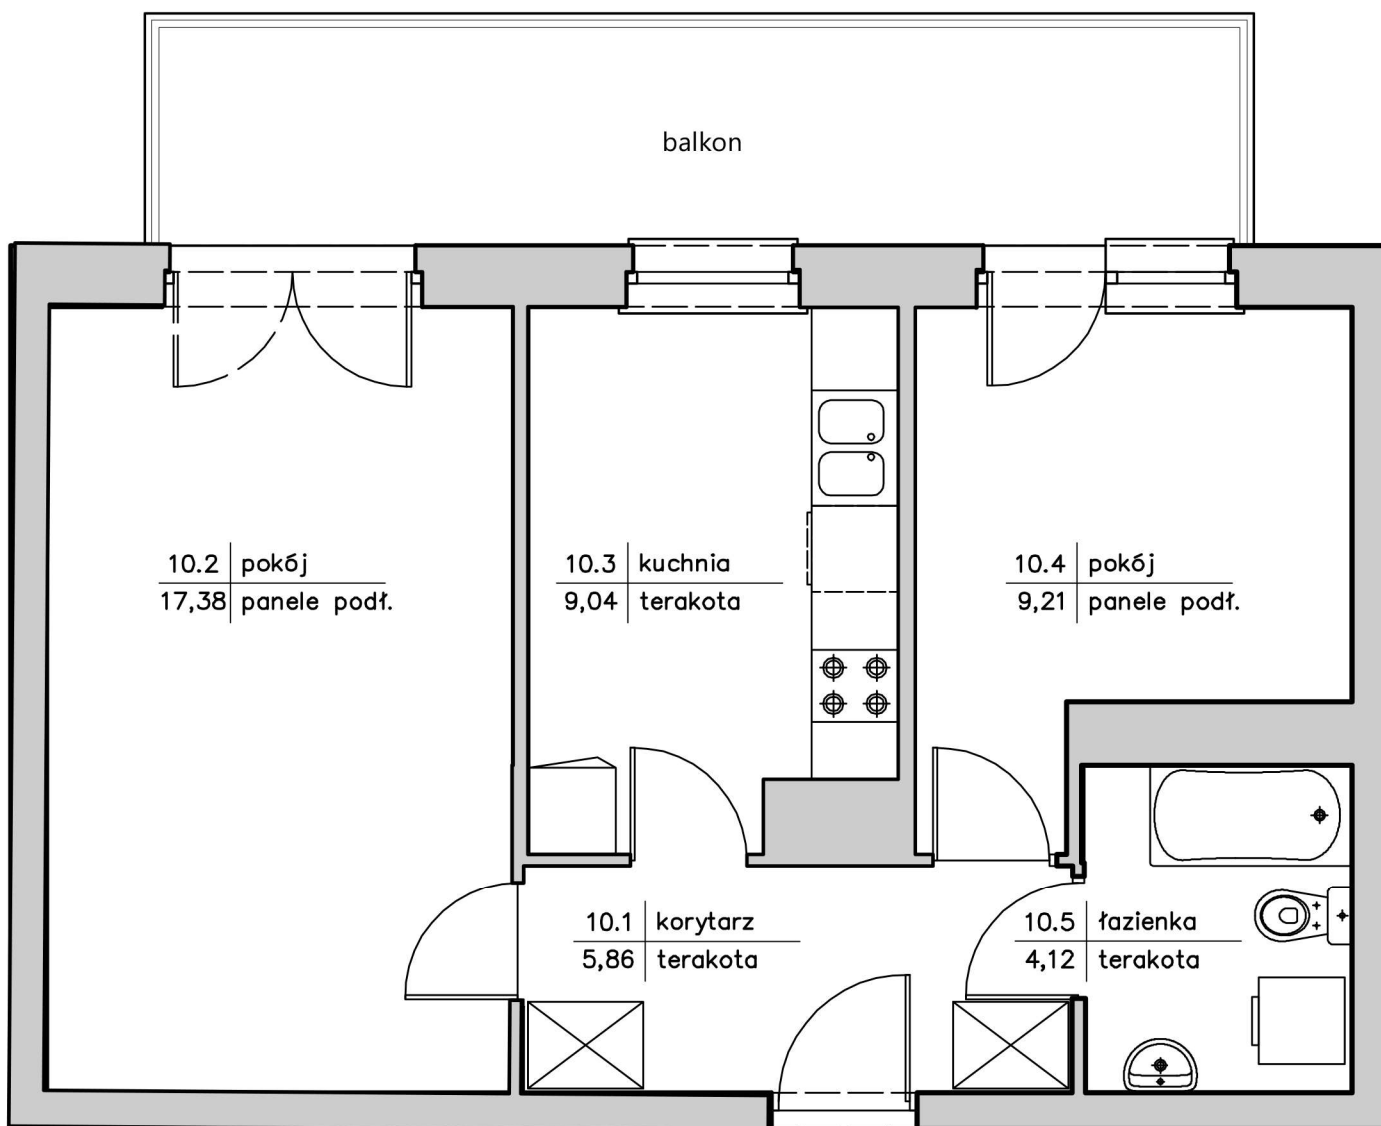 balkon
10.2 pokój
17,38 panele podł.
10.3 kuchnia
9,04 terakota
10.4 pokój
9,21 panele podł.
10.1 korytarz
5,86 terakota
10.5 łazienka
4,12 terakota